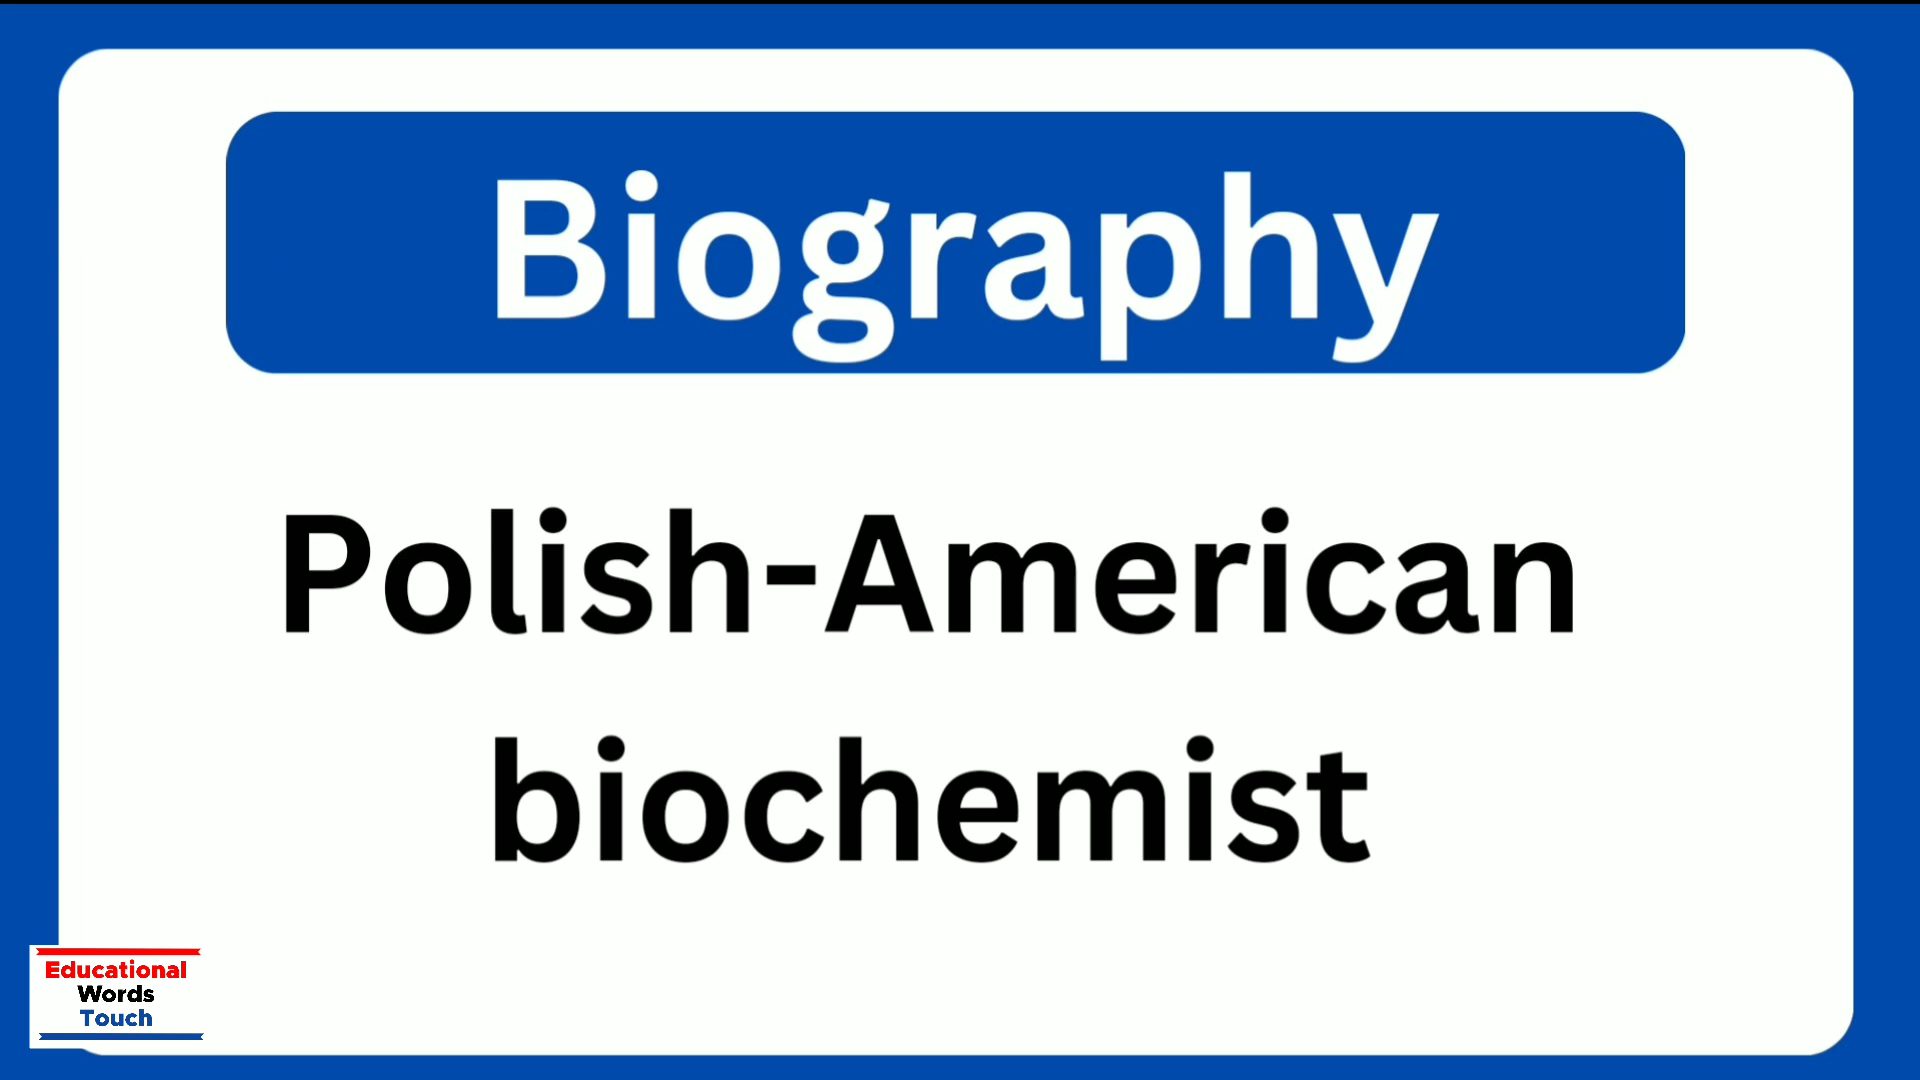 Biography
Polish-American
biochemist
Educational
Words
Touch